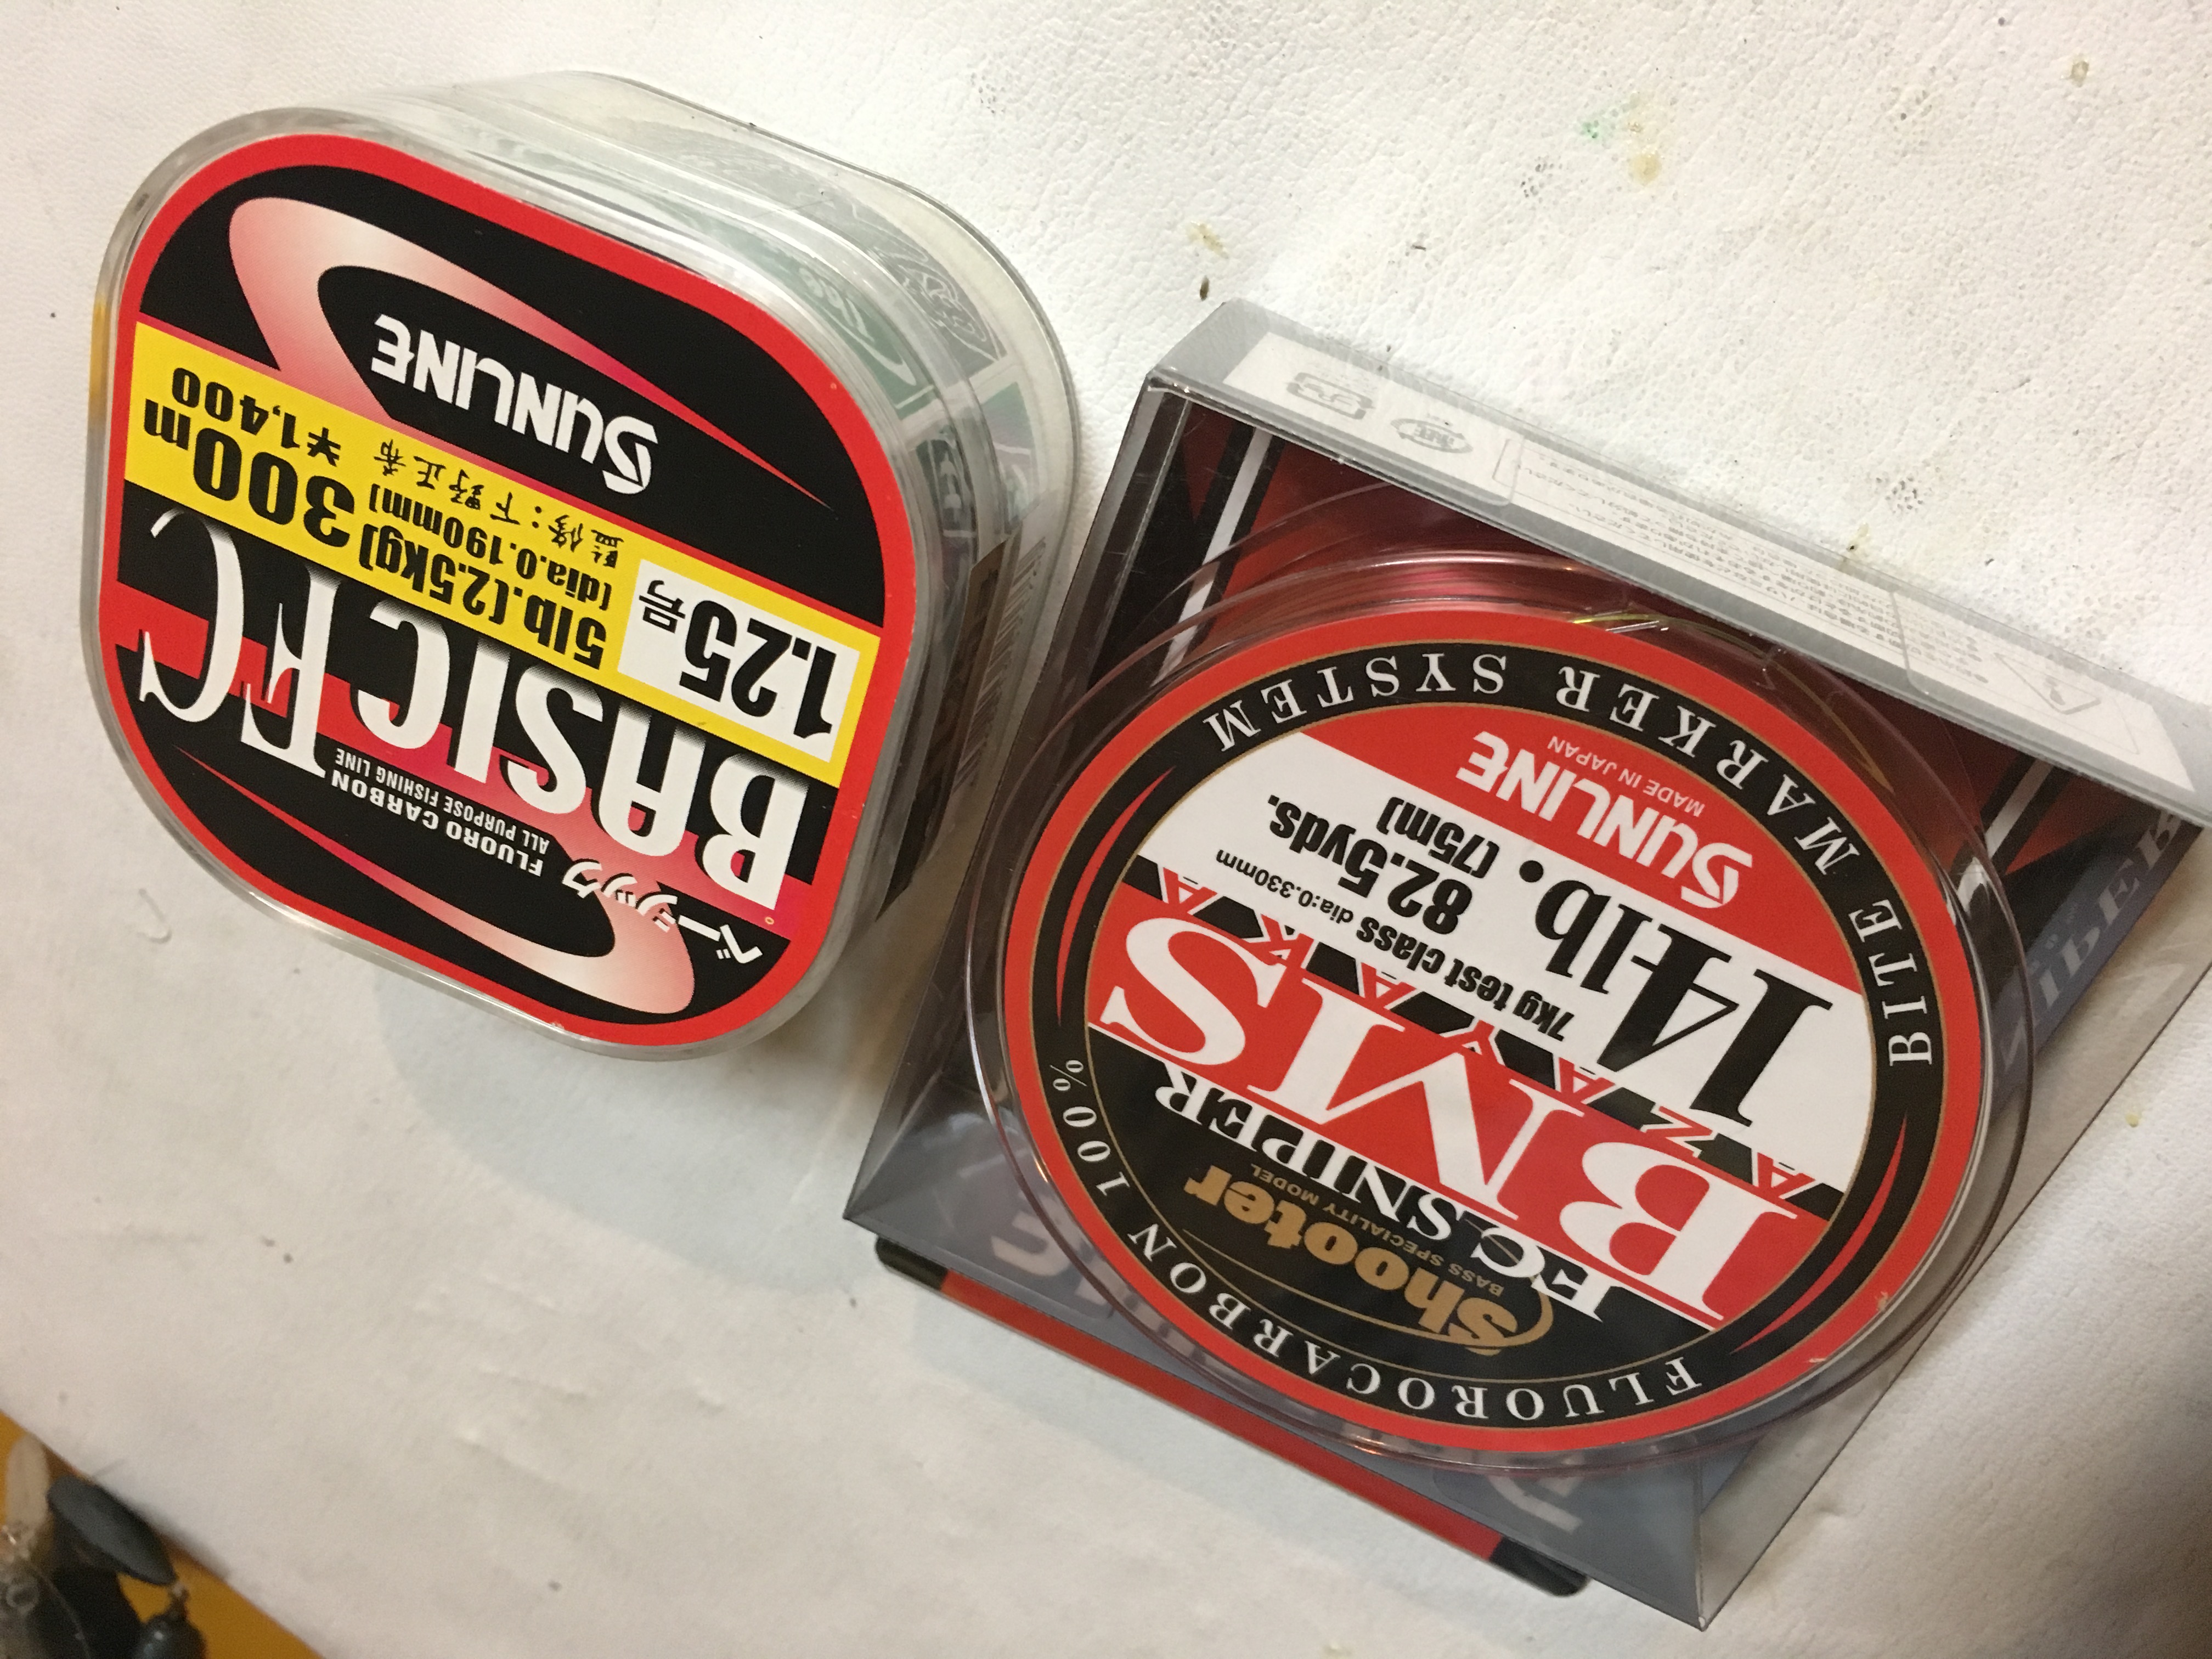 ベーシック
FLUORO CARBON
ALL PURPOSE FISHING LINE
BASIC FC
1.25号
5lb.(2.5kg) 300m
(dia.0.190mm)
監修:下野正希 ¥1,400
SUNLINE
FLUOROCARBON 100%
Shooter
BASS SPECIALITY MODEL
FC SNIPER
BMS
AZAYAKA
14lb.
7kg test class dia:0.330mm
82.5yds.
(75m)
SUNLINE
MADE IN JAPAN
BITE MARKER SYSTEM